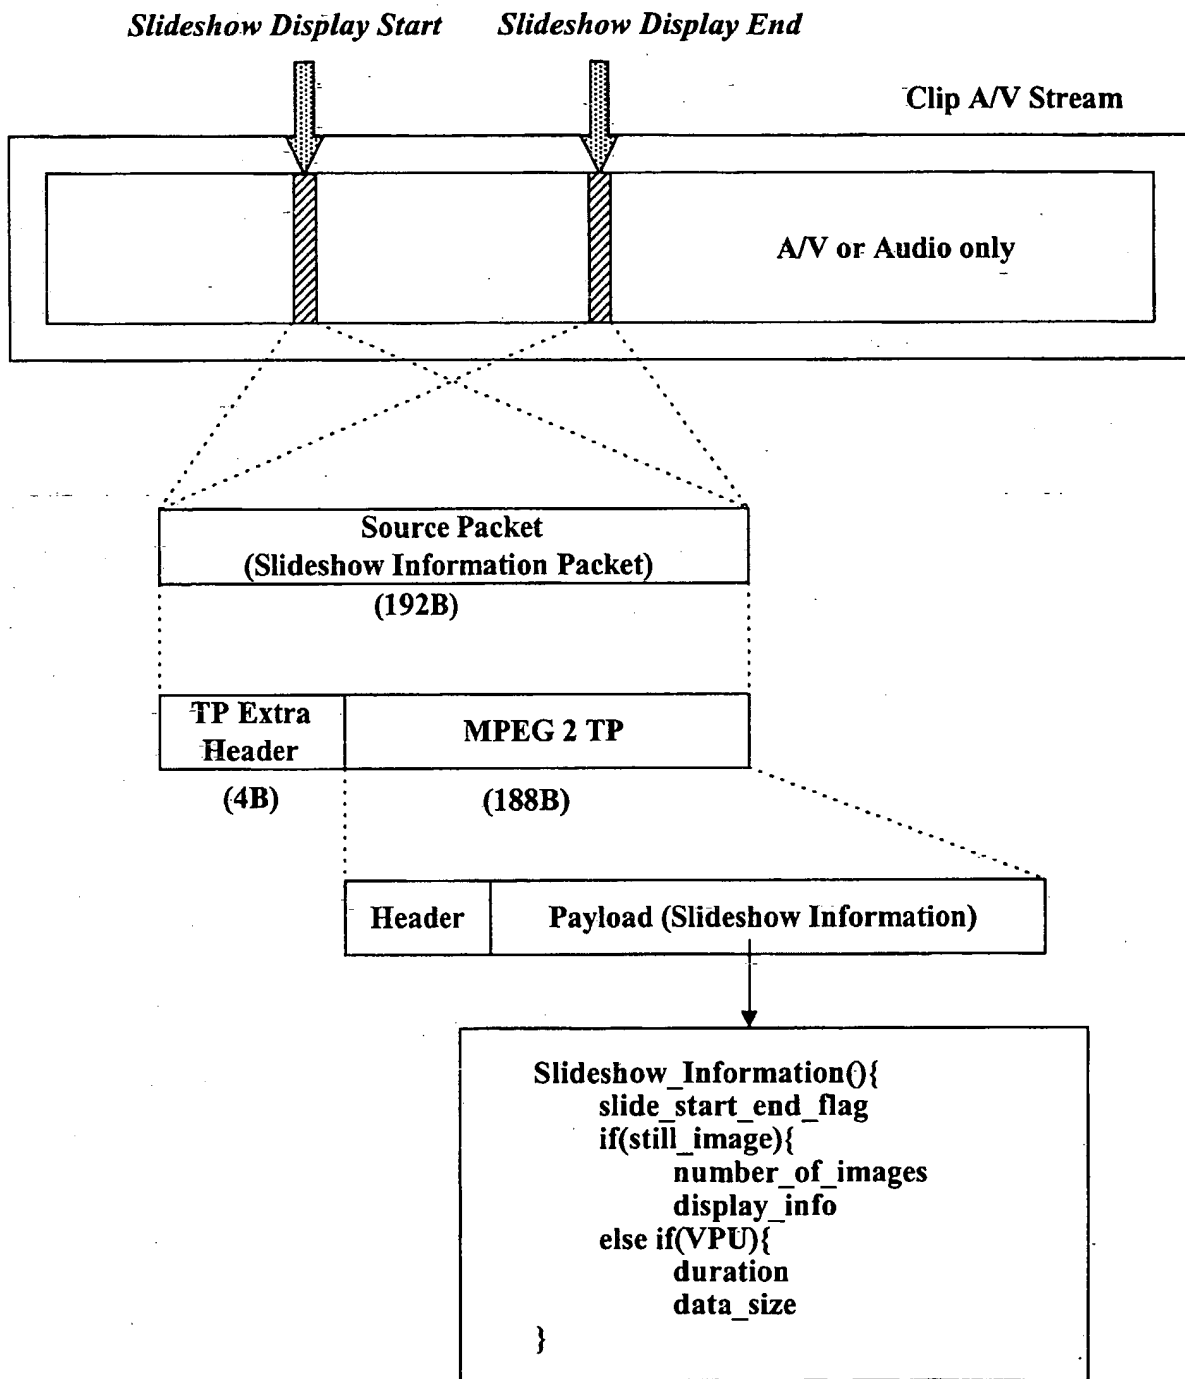 Slideshow Display Start
Slideshow Display End
Clip A/V Stream
A/V or Audio only
Source Packet
(Slideshow Information Packet)
(192B)
TP Extra
Header
MPEG 2 TP
(4B)
(188B)
Header
Payload (Slideshow Information)
Slideshow_Information(){
slide_start_end_flag
if(still_image){
number_of_images
display_info
else if(VPU){
duration
data_size
}